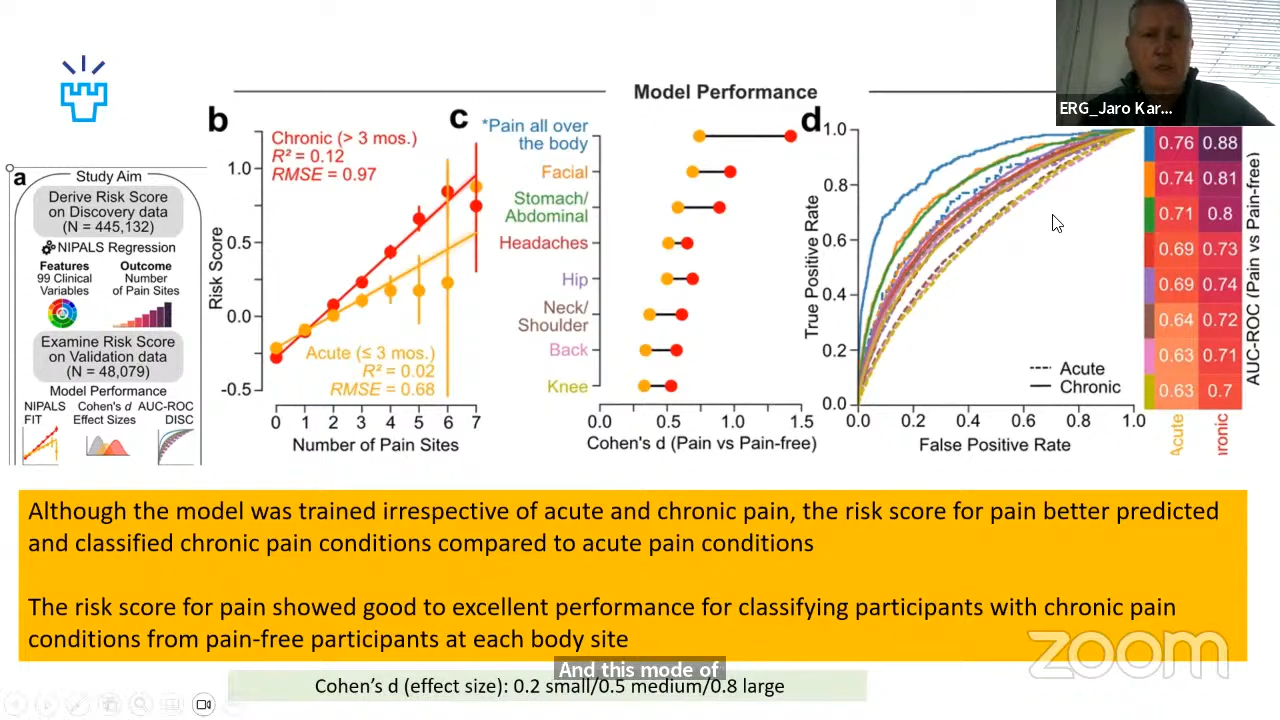 Model Performance
ERG_Jaro Kar...
a
Study Aim
Derive Risk Score
on Discovery data
(N = 445,132)
NIPALS Regression
Features
99 Clinical
Variables
Outcome
Number
of Pain Sites
Examine Risk Score
on Validation data
(N = 48,079)
Model Performance
NIPALS
FIT
Cohen's d
Effect Sizes
AUC-ROC
DISC
b
Chronic (> 3 mos.)
R² = 0.12
RMSE = 0.97
1.0
0.5
0.0
-0.5
Risk Score
Acute (≤ 3 mos.)
R² = 0.02
RMSE = 0.68
0 1 2 3 4 5 6 7
Number of Pain Sites
c
*Pain all over
the body
Facial
Stomach/
Abdominal
Headaches
Hip
Neck/
Shoulder
Back
Knee
0.0 0.5 1.0 1.5
Cohen's d (Pain vs Pain-free)
d
1.0
0.8
0.6
0.4
0.2
0.0
True Positive Rate
Acute
Chronic
0.0 0.2 0.4 0.6 0.8 1.0
False Positive Rate
0.76 0.88
0.74 0.81
0.71 0.8
0.69 0.73
0.69 0.74
0.64 0.72
0.63 0.71
0.63 0.7
Acute
ronic
AUC-ROC (Pain vs Pain-free)
Although the model was trained irrespective of acute and chronic pain, the risk score for pain better predicted
and classified chronic pain conditions compared to acute pain conditions
The risk score for pain showed good to excellent performance for classifying participants with chronic pain
conditions from pain-free participants at each body site
zoom
And this mode of
Cohen's d (effect size): 0.2 small/0.5 medium/0.8 large